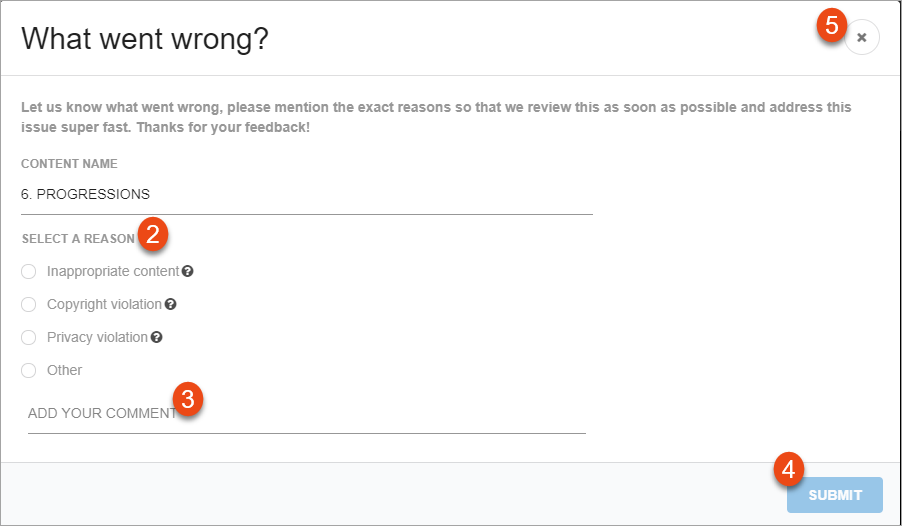 What went wrong?
5
×
Let us know what went wrong, please mention the exact reasons so that we review this as soon as possible and address this
issue super fast. Thanks for your feedback!
CONTENT NAME
6. PROGRESSIONS
SELECT A REASON 2
Inappropriate content ?
Copyright violation ?
Privacy violation ?
Other
ADD YOUR COMMENT 3
4
SUBMIT